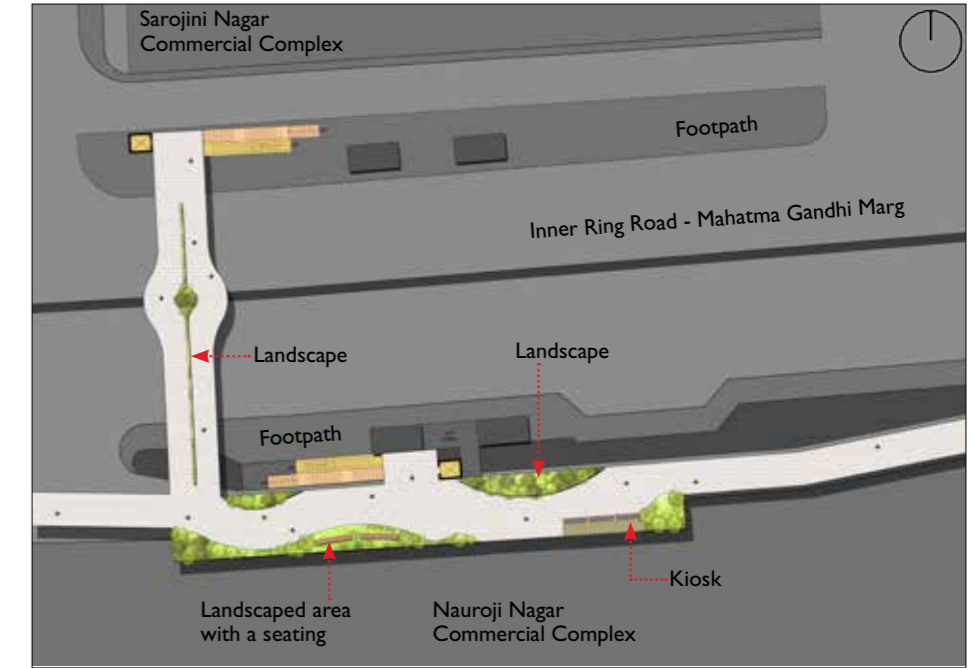 Sarojini Nagar
Commercial Complex
Footpath
Inner Ring Road - Mahatma Gandhi Marg
Landscape
Landscape
Footpath
Kiosk
Landscaped area
with a seating
Nauroji Nagar
Commercial Complex